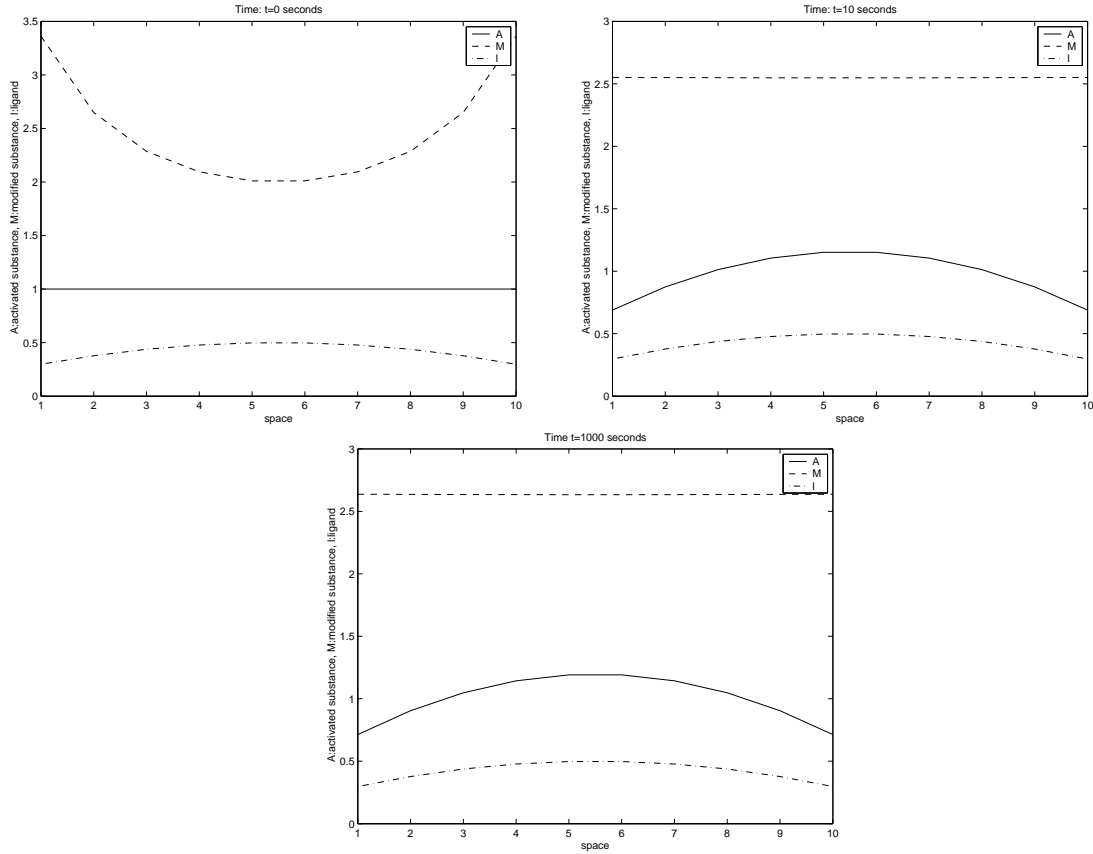 Time: t=0 seconds
A:activated substance, M:modified substance, I:ligand
3.5
3
2.5
2
1.5
1
0.5
0
A
M
I
1 2 3 4 5 6 7 8 9 10
space
Time: t=10 seconds
A:activated substance, M:modified substance, I:ligand
3
2.5
2
1.5
1
0.5
0
A
M
I
1 2 3 4 5 6 7 8 9 10
space
Time t=1000 seconds
A:activated substance, M:modified substance, I:ligand
3
2.5
2
1.5
1
0.5
0
A
M
I
1 2 3 4 5 6 7 8 9 10
space